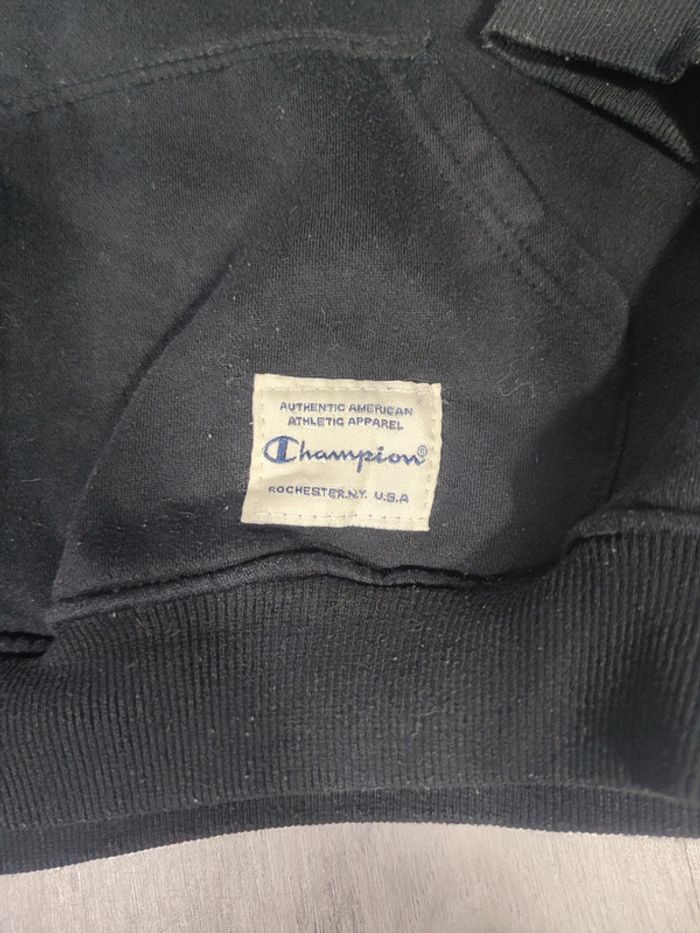 AUTHENTIC AMERICAN
ATHLETIC APPAREL
Champion®
ROCHESTER.N.Y. U.S.A